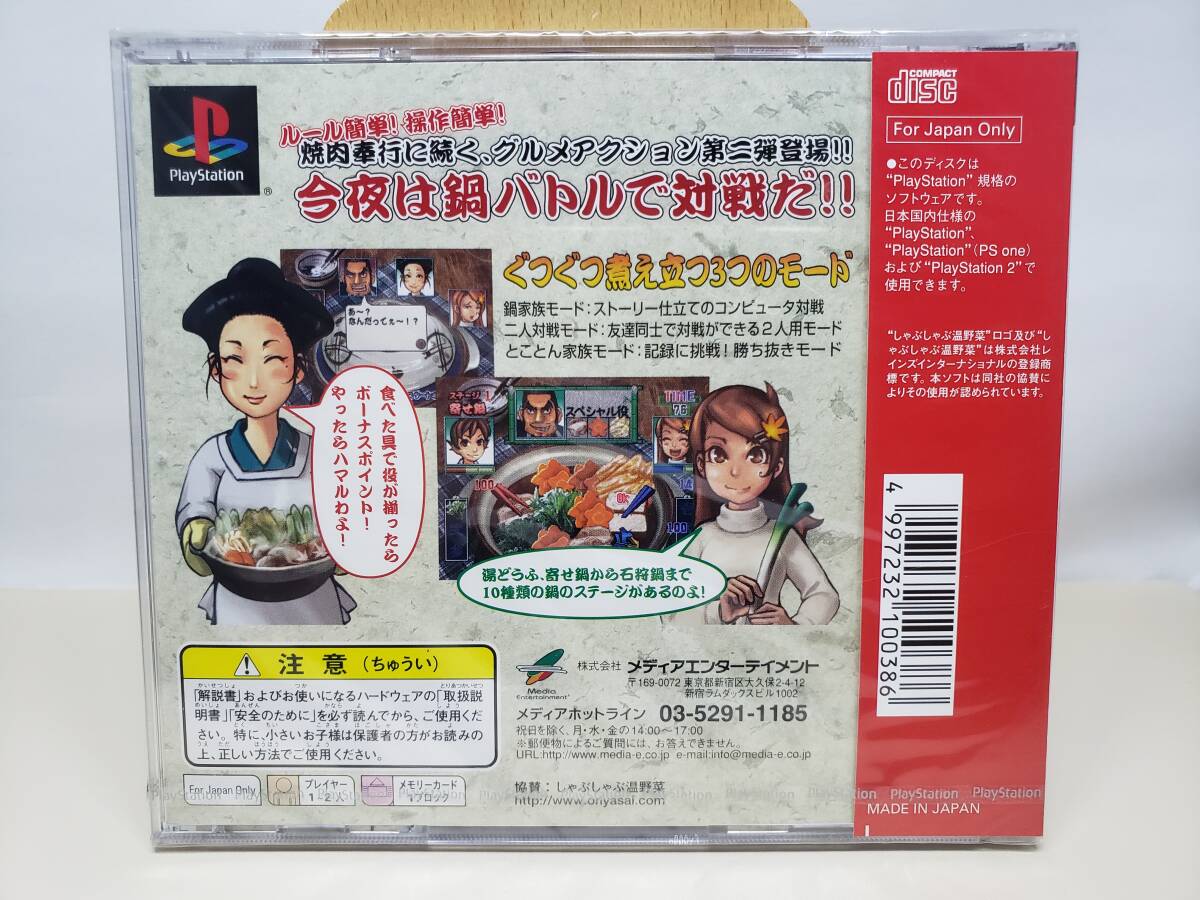 PlayStation
®
ルール簡単! 操作簡単!
焼肉奉行に続く、グルメアクション第二弾登場!!
今夜は鍋バトルで対戦だ!!
ぐつぐつ煮え立つ3つのモード
鍋家族モード:ストーリー仕立てのコンピュータ対戦
二人対戦モード:友達同士で対戦ができる2人用モード
とことん家族モード:記録に挑戦! 勝ち抜きモード
あ〜?
なんだってぇ〜!?
食べた具で役が揃ったら
ボーナスポイント!
やったらハマルわよ!
ステージ 1
寄せ鍋
スペシャル役
TIME
76
100
Ok
14
100
湯どうふ、寄せ鍋から石狩鍋まで
10種類の鍋のステージがあるのよ!
注意(ちゅうい)
「解説書」およびお使いになるハードウェアの「取扱説
明書」「安全のために」を必ず読んでから、ご使用くだ
さい。特に、小さいお子様は保護者の方がお読みの
上、正しい方法でご使用ください。
For Japan Only
プレイヤー
1-2人
メモリーカード
1ブロック
Media
Entertainment
株式会社 メディアエンターテイメント
〒169-0072 東京都新宿区大久保2-4-12
新宿ラムダックスビル1002
メディアホットライン 03-5291-1185
祝日を除く、月・水・金の14:00〜17:00
※郵便物によるご質問には、お答えできません。
URL:http://www.media-e.co.jp e-mail:info@media-e.co.jp
協賛:しゃぶしゃぶ温野菜
http://www.onyasai.com
COMPACT
disc
For Japan Only
●このディスクは
“PlayStation” 規格の
ソフトウェアです。
日本国内仕様の
“PlayStation”、
“PlayStation”(PS one)
および“PlayStation 2”で
使用できます。
“しゃぶしゃぶ温野菜”ロゴ及び“し
ゃぶしゃぶ温野菜”は株式会社レ
インズインターナショナルの登録商
標です。本ソフトは同社の協賛に
よりその使用が認められています。
4 997232 100386
PlayStation PlayStation PlayStation PlayStation PlayStation PlayStation PlayStation PlayStation
MADE IN JAPAN